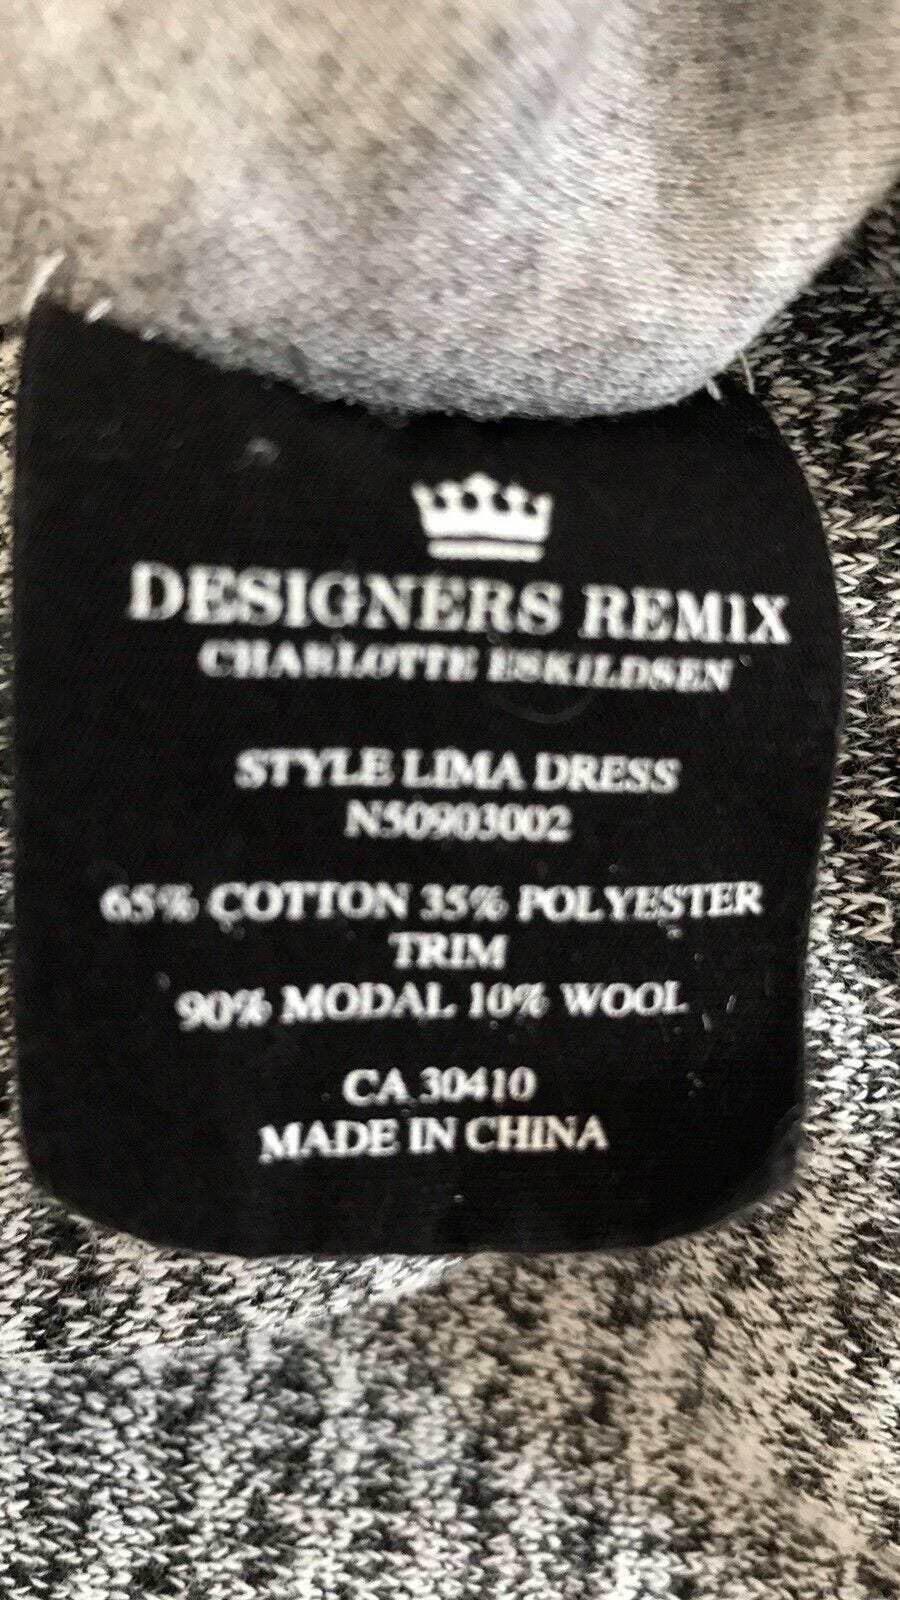 DESIGNERS REMIX
CHARLOTTE ESKILDSEN
STYLE LIMA DRESS
N50903002
65% COTTON 35% POLYESTER
TRIM
90% MODAL 10% WOOL
CA 30410
MADE IN CHINA